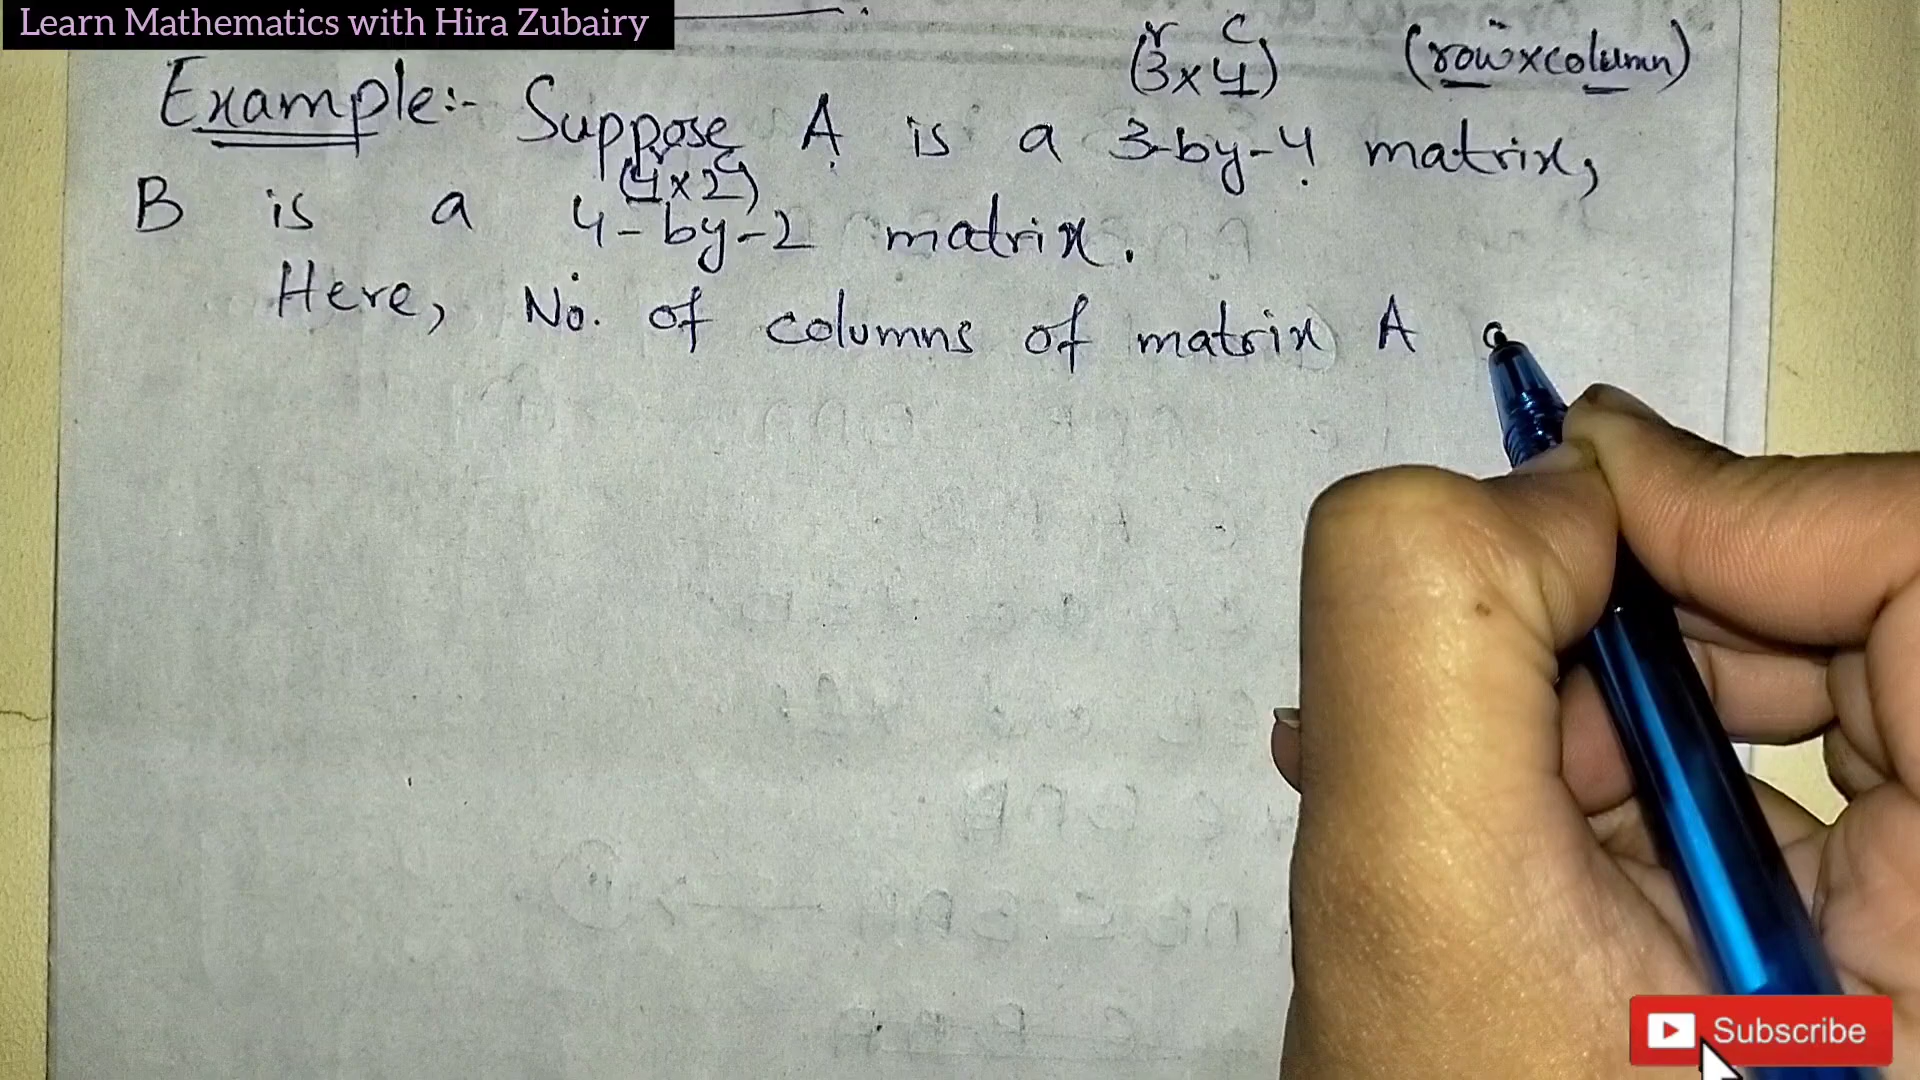 Learn Mathematics with Hira Zubairy
r c
(3x4) (row x column)
Example:- Suppose A is a 3-by-4 matrix,
r c
(4x2)
B is a 4-by-2 matrix.
Here, No. of columns of matrix A
Subscribe